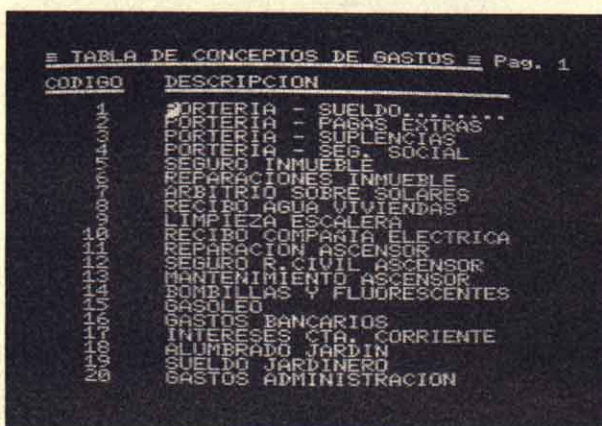 ≡ TABLA DE CONCEPTOS DE GASTOS ≡ Pag. 1
CODIGO DESCRIPCION
1 PORTERIA - SUELDO........
2 PORTERIA - PAGAS EXTRAS
3 PORTERIA - SUPLENCIAS
4 PORTERIA - SEG. SOCIAL
5 SEGURO INMUEBLE
6 REPARACIONES INMUEBLE
7 ARBITRIO SOBRE SOLARES
8 RECIBO AGUA VIVIENDAS
9 LIMPIEZA ESCALERA
10 RECIBO COMPAÑIA ELECTRICA
11 REPARACION ASCENSOR
12 SEGURO R.CIVIL ASCENSOR
13 MANTENIMIENTO ASCENSOR
14 BOMBILLAS Y FLUORESCENTES
15 GASOLEO
16 GASTOS BANCARIOS
17 INTERESES CTA. CORRIENTE
18 ALUMBRADO JARDIN
19 SUELDO JARDINERO
20 GASTOS ADMINISTRACION